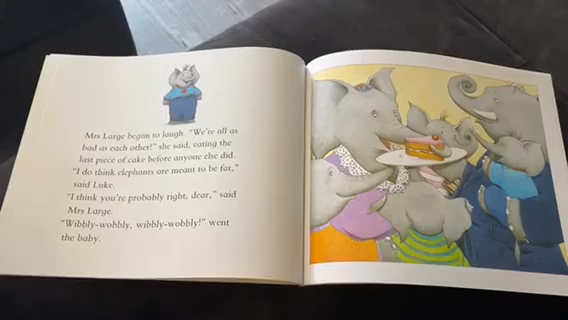 Mrs Large began to laugh. "We're all as
bad as each other!" she said, eating the
last piece of cake before anyone else did.
"I do think elephants are meant to be fat,"
said Luke.
"I think you're probably right, dear," said
Mrs Large.
"Wibbly-wobbly, wibbly-wobbly!" went
the baby.